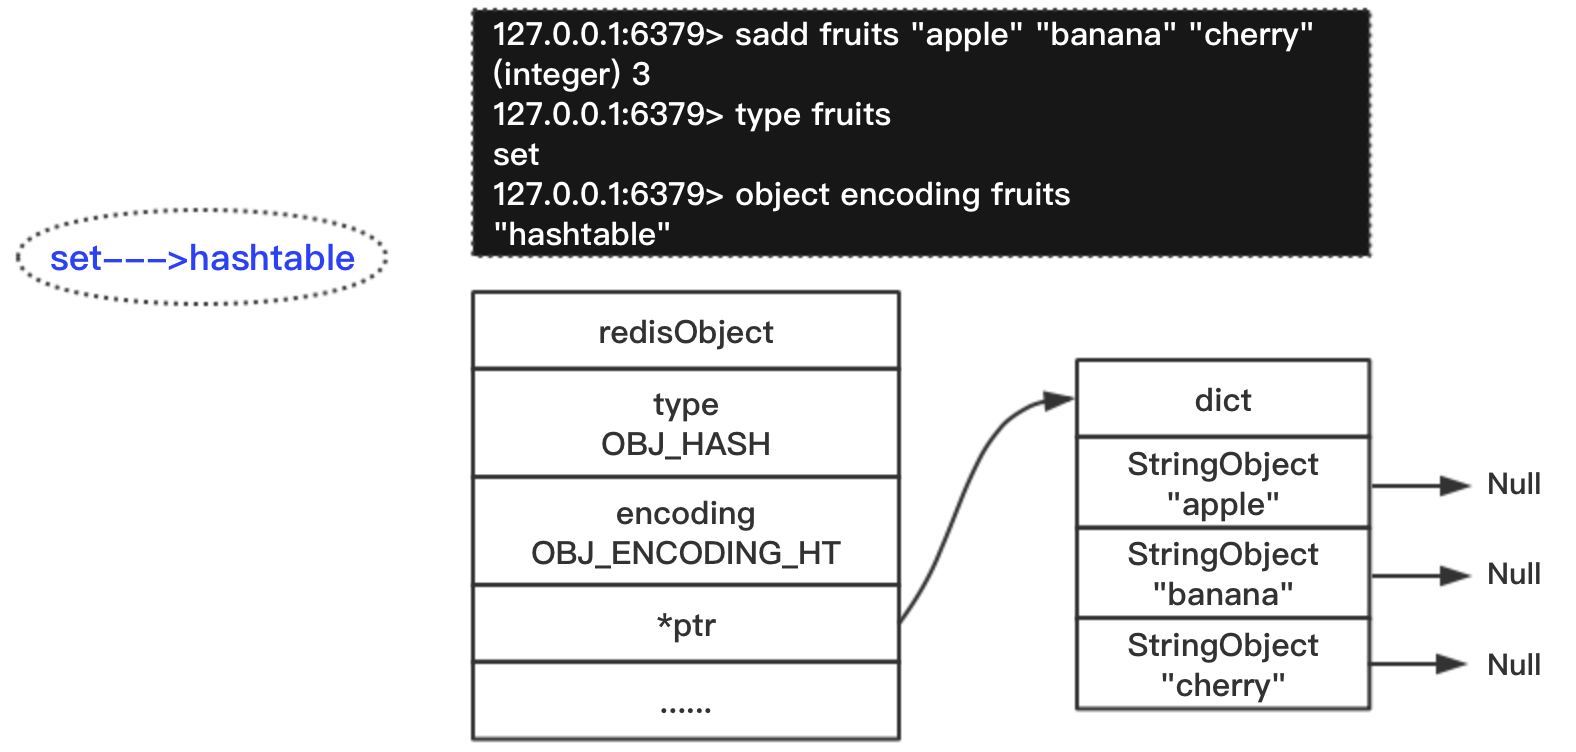 127.0.0.1:6379> sadd fruits "apple" "banana" "cherry"
(integer) 3
127.0.0.1:6379> type fruits
set
127.0.0.1:6379> object encoding fruits
"hashtable"
set--->hashtable
redisObject
type
OBJ_HASH
encoding
OBJ_ENCODING_HT
*ptr
......
dict
StringObject
"apple"
Null
StringObject
"banana"
Null
StringObject
"cherry"
Null